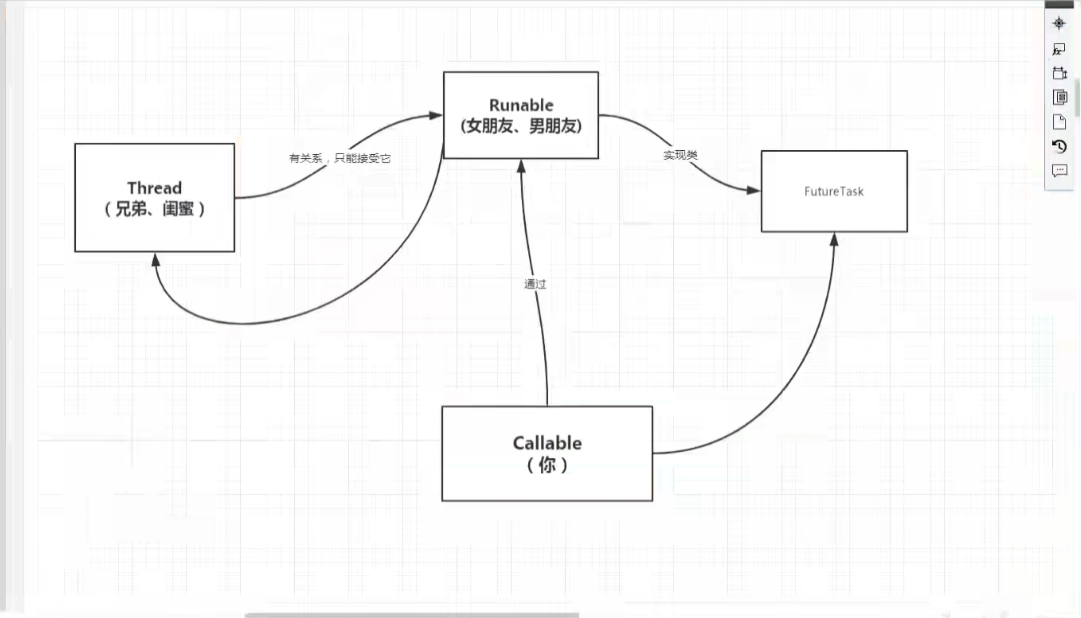 Runable
(女朋友、男朋友)
有关系，只能接受它
实现类
Thread
（兄弟、闺蜜）
FutureTask
通过
Callable
（你）